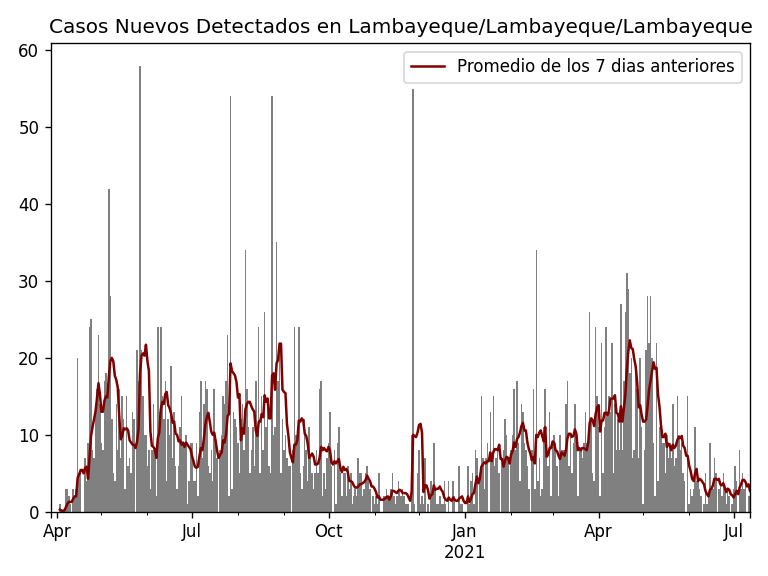 Casos Nuevos Detectados en Lambayeque/Lambayeque/Lambayeque
Promedio de los 7 dias anteriores
60
50
40
30
20
10
0
Apr Jul Oct Jan Apr Jul
2021